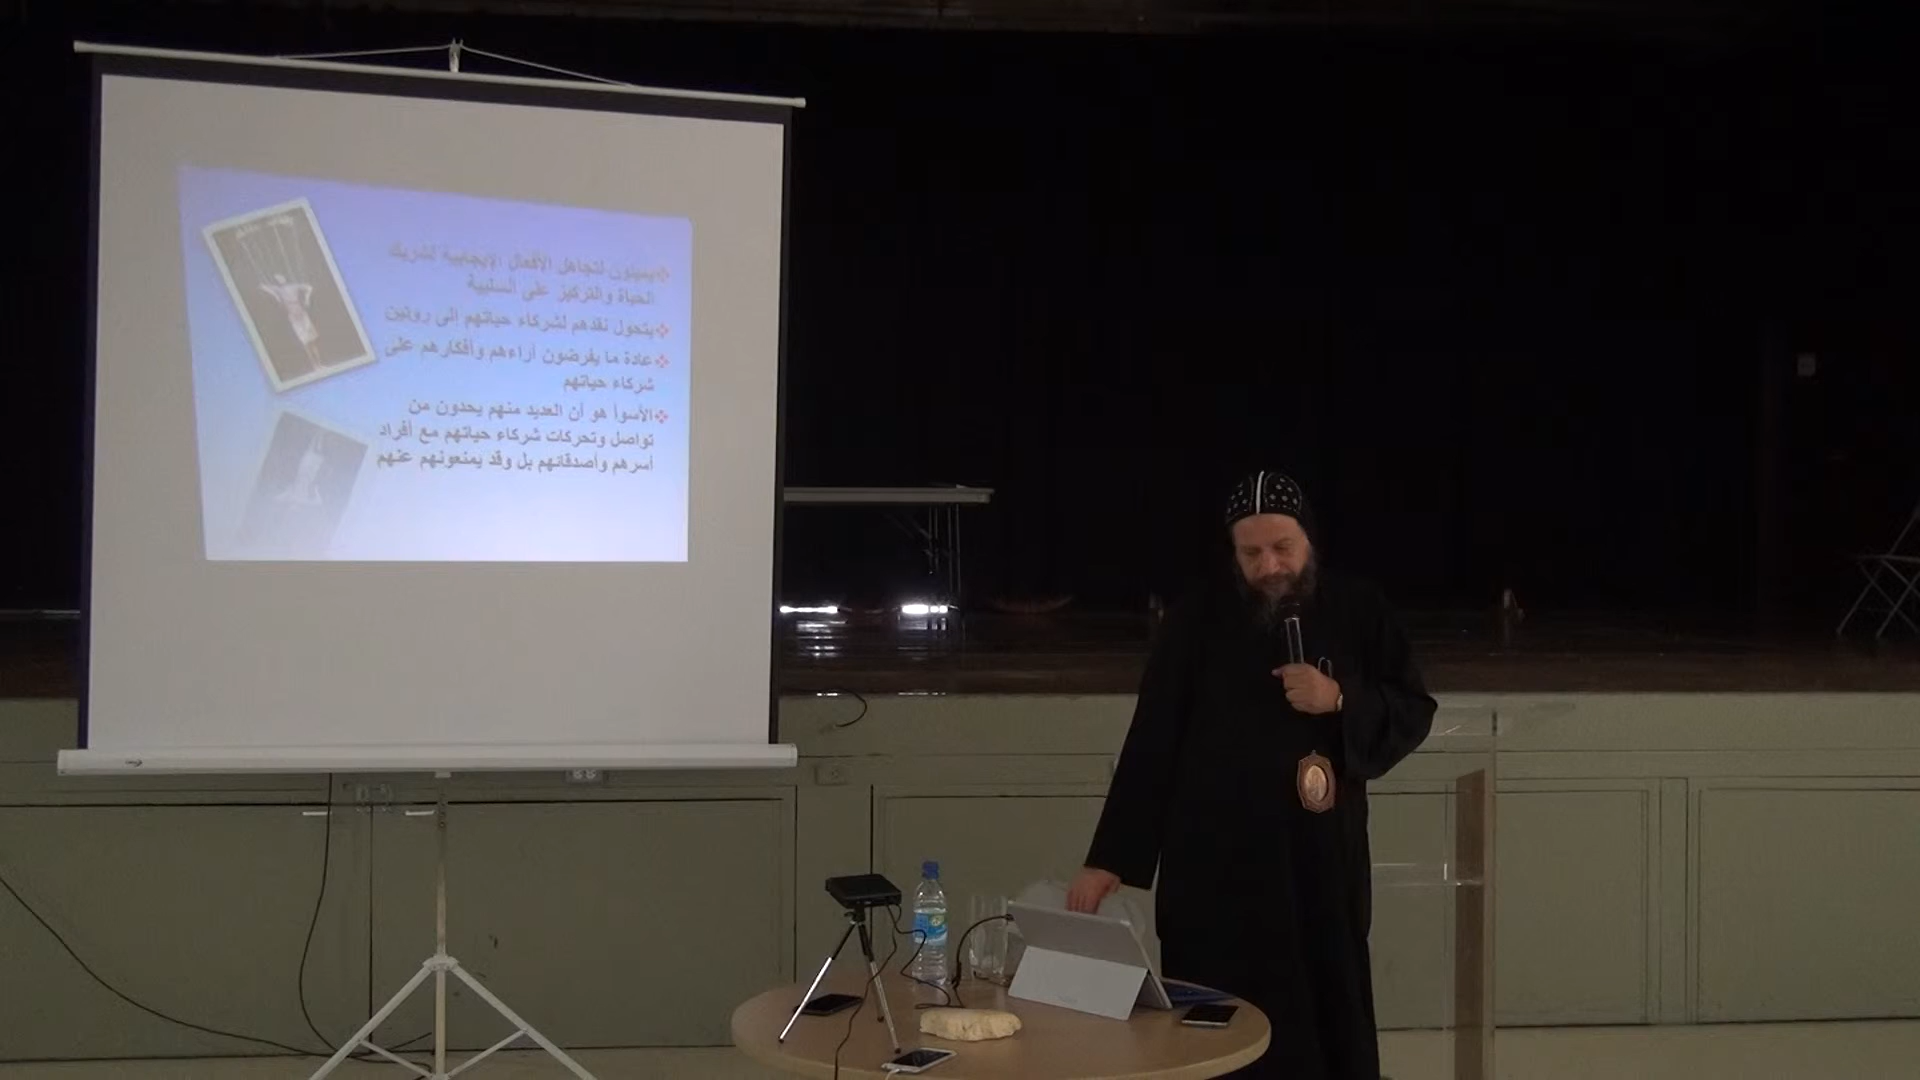 يميلون لتجاهل الأفعال الإيجابية لشريك
الحياة والتركيز على السلبية
يتحول نقدهم لشركاء حياتهم إلى روتين
عادة ما يفرضون أراءهم وأفكارهم على
شركاء حياتهم
الأسوأ هو أن العديد منهم يحدون من
تواصل وتحركات شركاء حياتهم مع أفراد
أسرهم وأصدقائهم بل وقد يمنعونهم عنهم